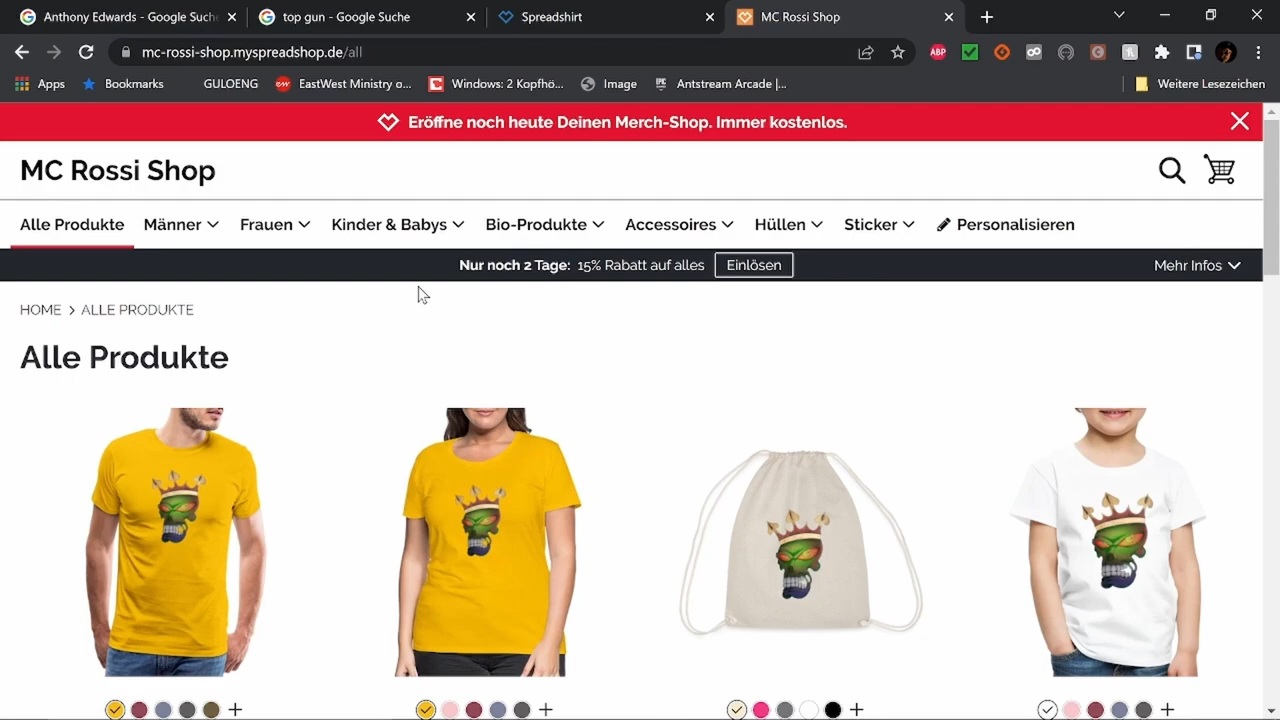 Anthony Edwards - Google Suche
top gun - Google Suche
Spreadshirt
MC Rossi Shop
mc-rossi-shop.myspreadshop.de/all
ABP
Apps
Bookmarks
GULOENG
EastWest Ministry o...
Windows: 2 Kopfhö...
Image
Antstream Arcade |...
Weitere Lesezeichen
Eröffne noch heute Deinen Merch-Shop. Immer kostenlos.
MC Rossi Shop
Alle Produkte Männer Frauen Kinder & Babys Bio-Produkte Accessoires Hüllen Sticker Personalisieren
Nur noch 2 Tage: 15% Rabatt auf alles Einlösen Mehr Infos
HOME > ALLE PRODUKTE
Alle Produkte